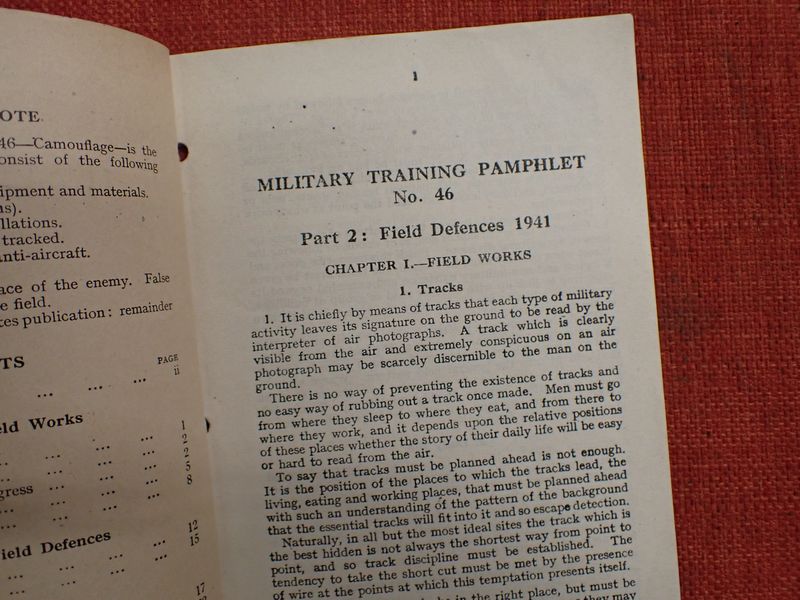 OTE.
46—Camouflage—is the
onsist of the following
ipment and materials.
ns).
llations.
tracked.
anti-aircraft.
ace of the enemy. False
e field.
es publication: remainder
TS
PAGE
... ... ... ii
eld Works
... 1
.. ... ... 2
... ... ... 2
... ... ... 5
gress ... ... ... 8
... ... ...
ield Defences ... 12
... ... ... 15
... ... ...
17
1
MILITARY TRAINING PAMPHLET
No. 46
Part 2: Field Defences 1941
CHAPTER I.—FIELD WORKS
1. Tracks
1. It is chiefly by means of tracks that each type of military
activity leaves its signature on the ground to be read by the
interpreter of air photographs. A track which is clearly
visible from the air and extremely conspicuous on an air
photograph may be scarcely discernible to the man on the
ground.
There is no way of preventing the existence of tracks and
no easy way of rubbing out a track once made. Men must go
from where they sleep to where they eat, and from there to
where they work, and it depends upon the relative positions
of these places whether the story of their daily life will be easy
or hard to read from the air.
To say that tracks must be planned ahead is not enough.
It is the position of the places to which the tracks lead, the
living, eating and working places, that must be planned ahead
with such an understanding of the pattern of the background
that the essential tracks will fit into it and so escape detection.
Naturally, in all but the most ideal sites the track which is
the best hidden is not always the shortest way from point to
point, and so track discipline must be established. The
tendency to take the short cut must be met by the presence
of wire at the points at which this temptation presents itself.
be in the right place, but must be
they may